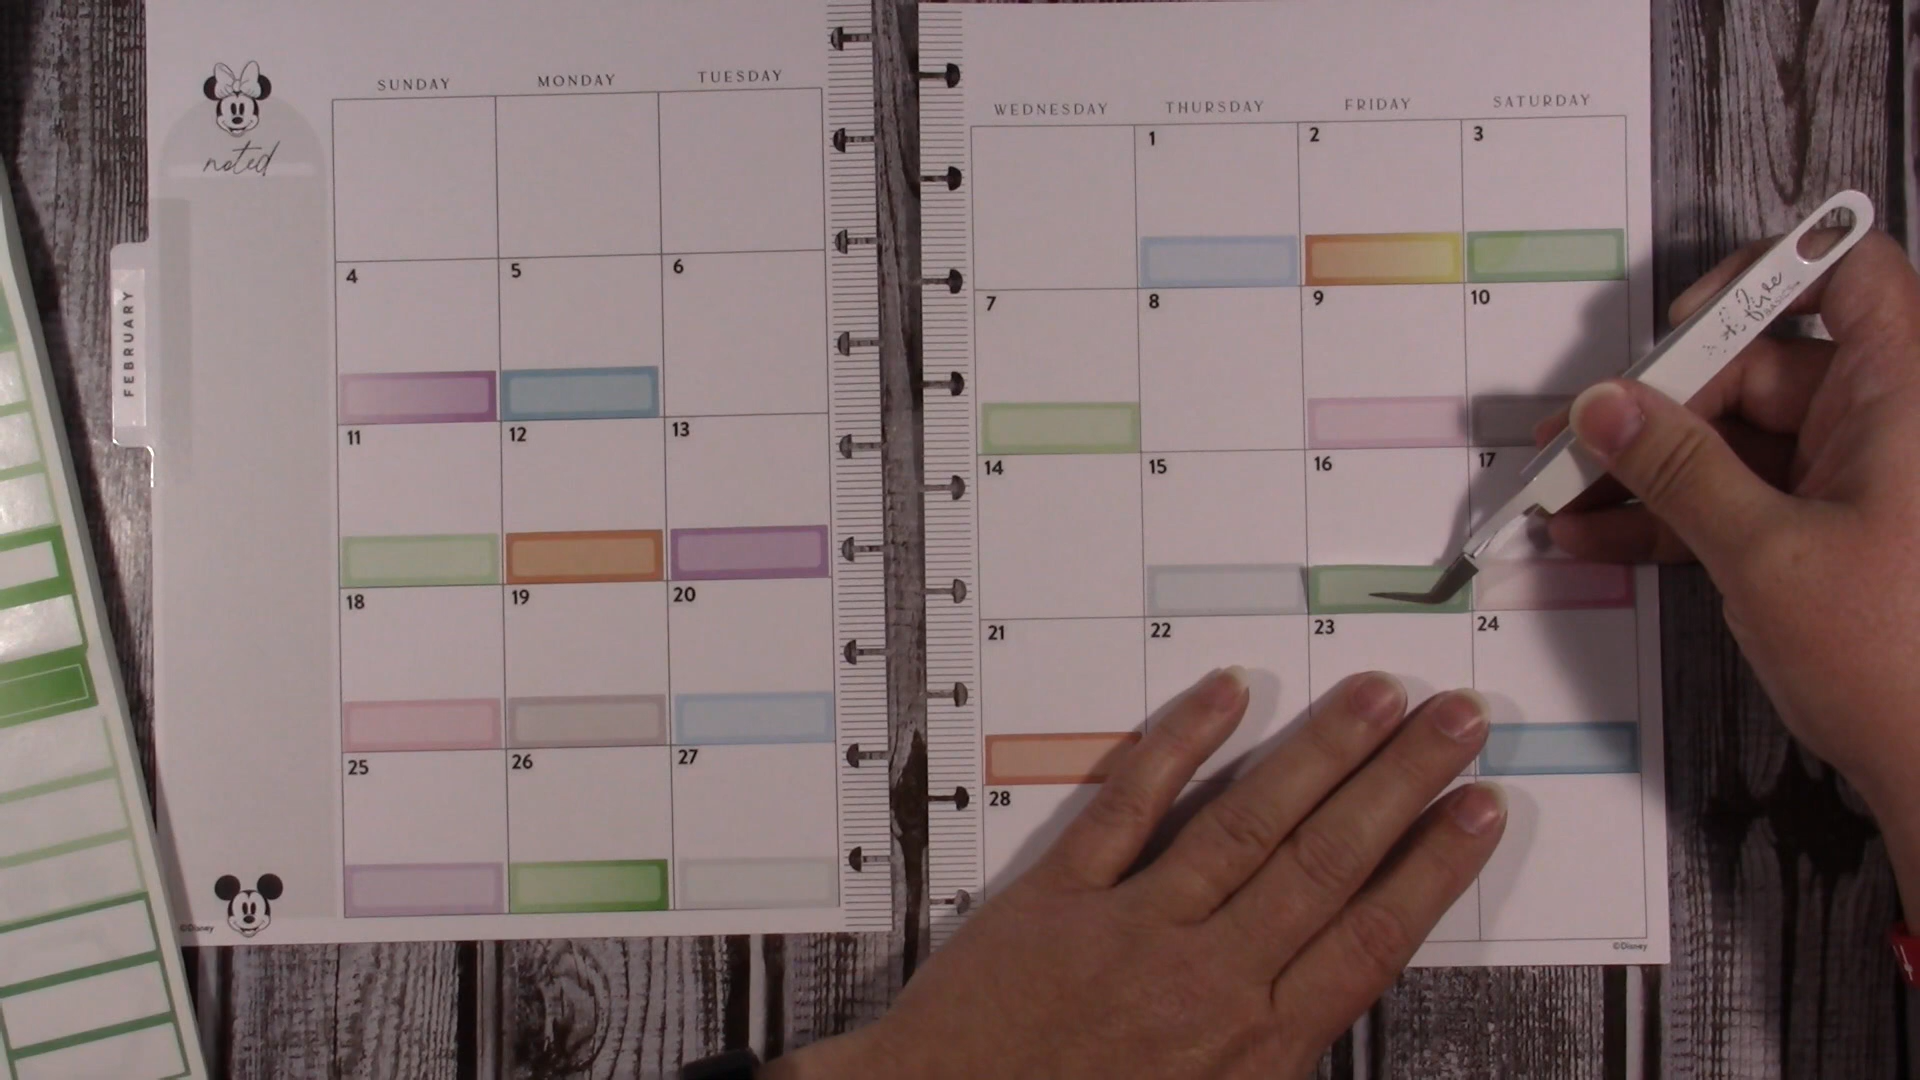 SUNDAY MONDAY TUESDAY
noted
4 5 6
FEBRUARY
11 12 13
18 19 20
25 26 27
©Disney
WEDNESDAY THURSDAY FRIDAY SATURDAY
1 2 3
7 8 9 10
14 15 16 17
21 22 23 24
28
©Disney